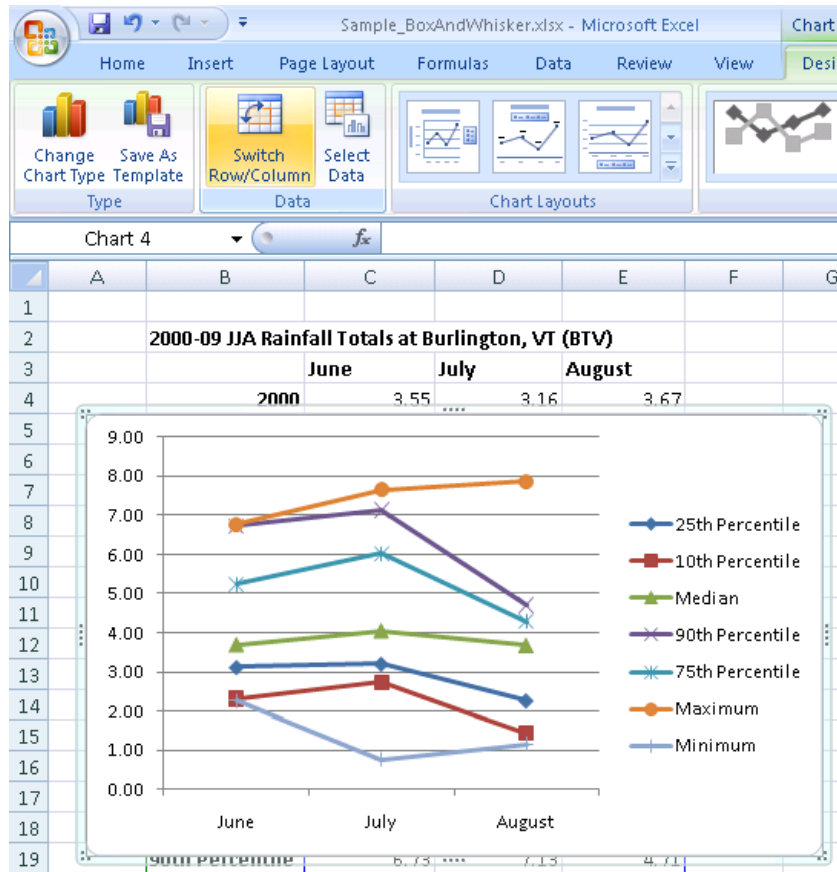 Sample_BoxAndWhisker.xlsx - Microsoft Excel
Chart
Home Insert Page Layout Formulas Data Review View Desi
Change Chart Type
Save As Template
Switch Row/Column
Select Data
Type Data Chart Layouts
Chart 4 fx
A B C D E F G
1
2 2000-09 JJA Rainfall Totals at Burlington, VT (BTV)
3 June July August
4 2000 3.55 3.16 3.67
5
6
7
8
9
10
11
12
13
14
15
16
17
18
9.00
8.00
7.00
6.00
5.00
4.00
3.00
2.00
1.00
0.00
June July August
25th Percentile
10th Percentile
Median
90th Percentile
75th Percentile
Maximum
Minimum
19 90th Percentile 6.73 7.13 4.71